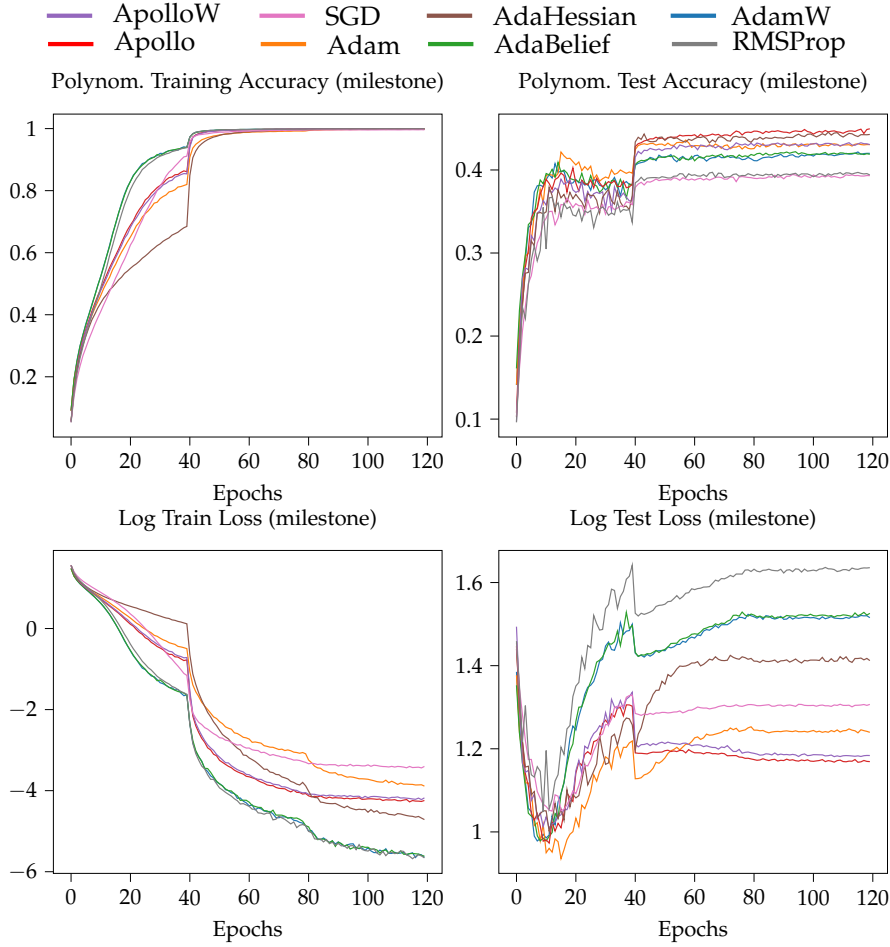 ApolloW SGD AdaHessian AdamW
Apollo Adam AdaBelief RMSProp
Polynom. Training Accuracy (milestone)
1
0.8
0.6
0.4
0.2
0 20 40 60 80 100 120
Epochs
Polynom. Test Accuracy (milestone)
0.4
0.3
0.2
0.1
0 20 40 60 80 100 120
Epochs
Log Train Loss (milestone)
0
−2
−4
−6
0 20 40 60 80 100 120
Epochs
Log Test Loss (milestone)
1.6
1.4
1.2
1
0 20 40 60 80 100 120
Epochs